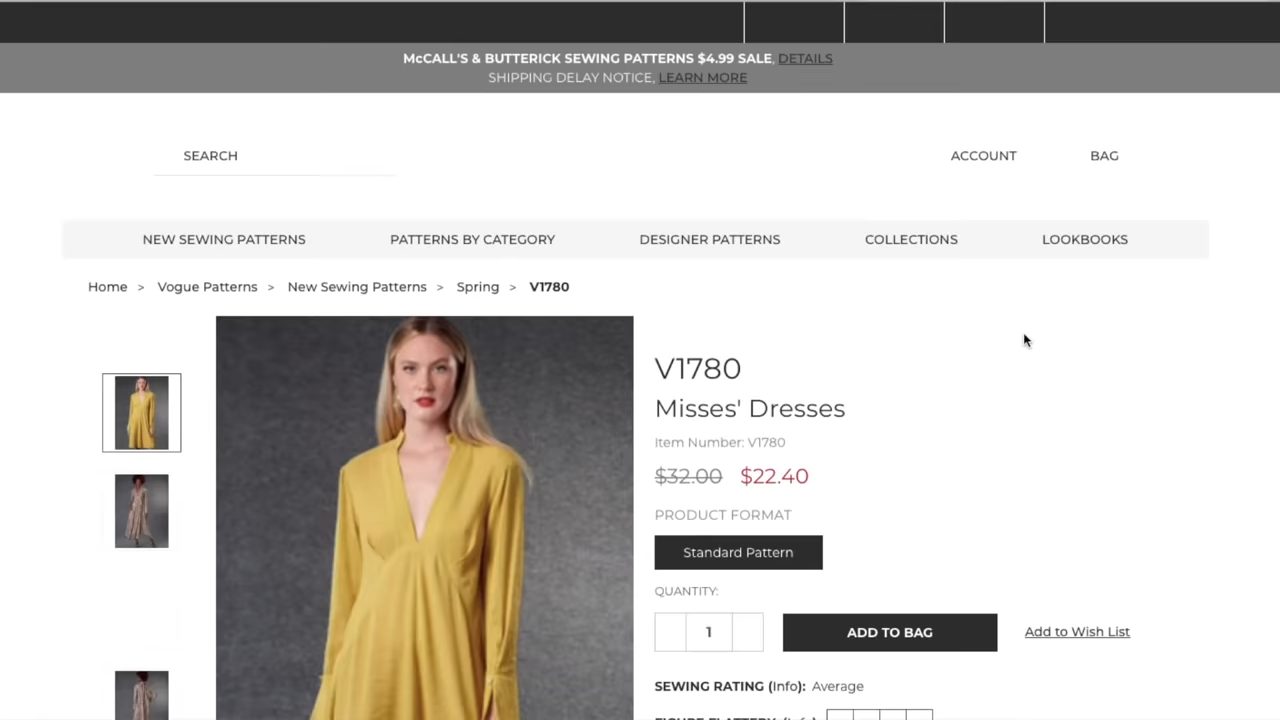 McCALL'S & BUTTERICK SEWING PATTERNS $4.99 SALE, DETAILS
SHIPPING DELAY NOTICE, LEARN MORE
SEARCH
ACCOUNT
BAG
NEW SEWING PATTERNS
PATTERNS BY CATEGORY
DESIGNER PATTERNS
COLLECTIONS
LOOKBOOKS
Home > Vogue Patterns > New Sewing Patterns > Spring > V1780
V1780
Misses' Dresses
Item Number: V1780
$32.00 $22.40
PRODUCT FORMAT
Standard Pattern
QUANTITY:
1
ADD TO BAG
Add to Wish List
SEWING RATING (Info): Average
FIGURE FLATTERY (Info)